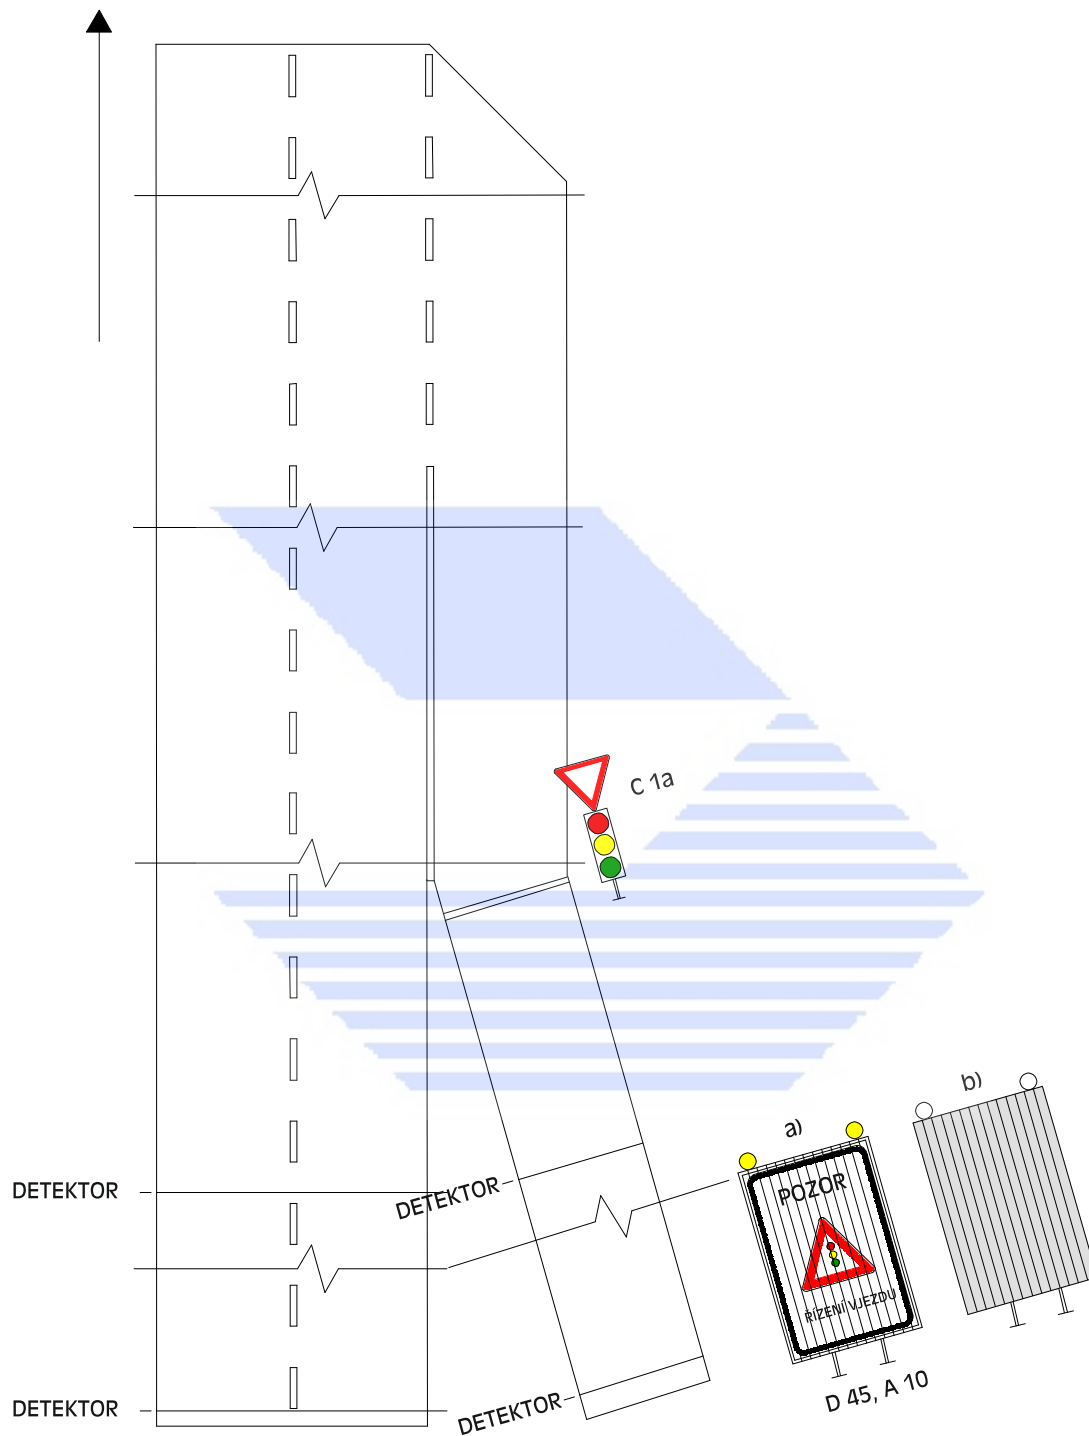 C 1a
b)
a)
DETEKTOR
DETEKTOR
POZOR
ŘÍZENÍ VJEZDU
D 45, A 10
DETEKTOR
DETEKTOR